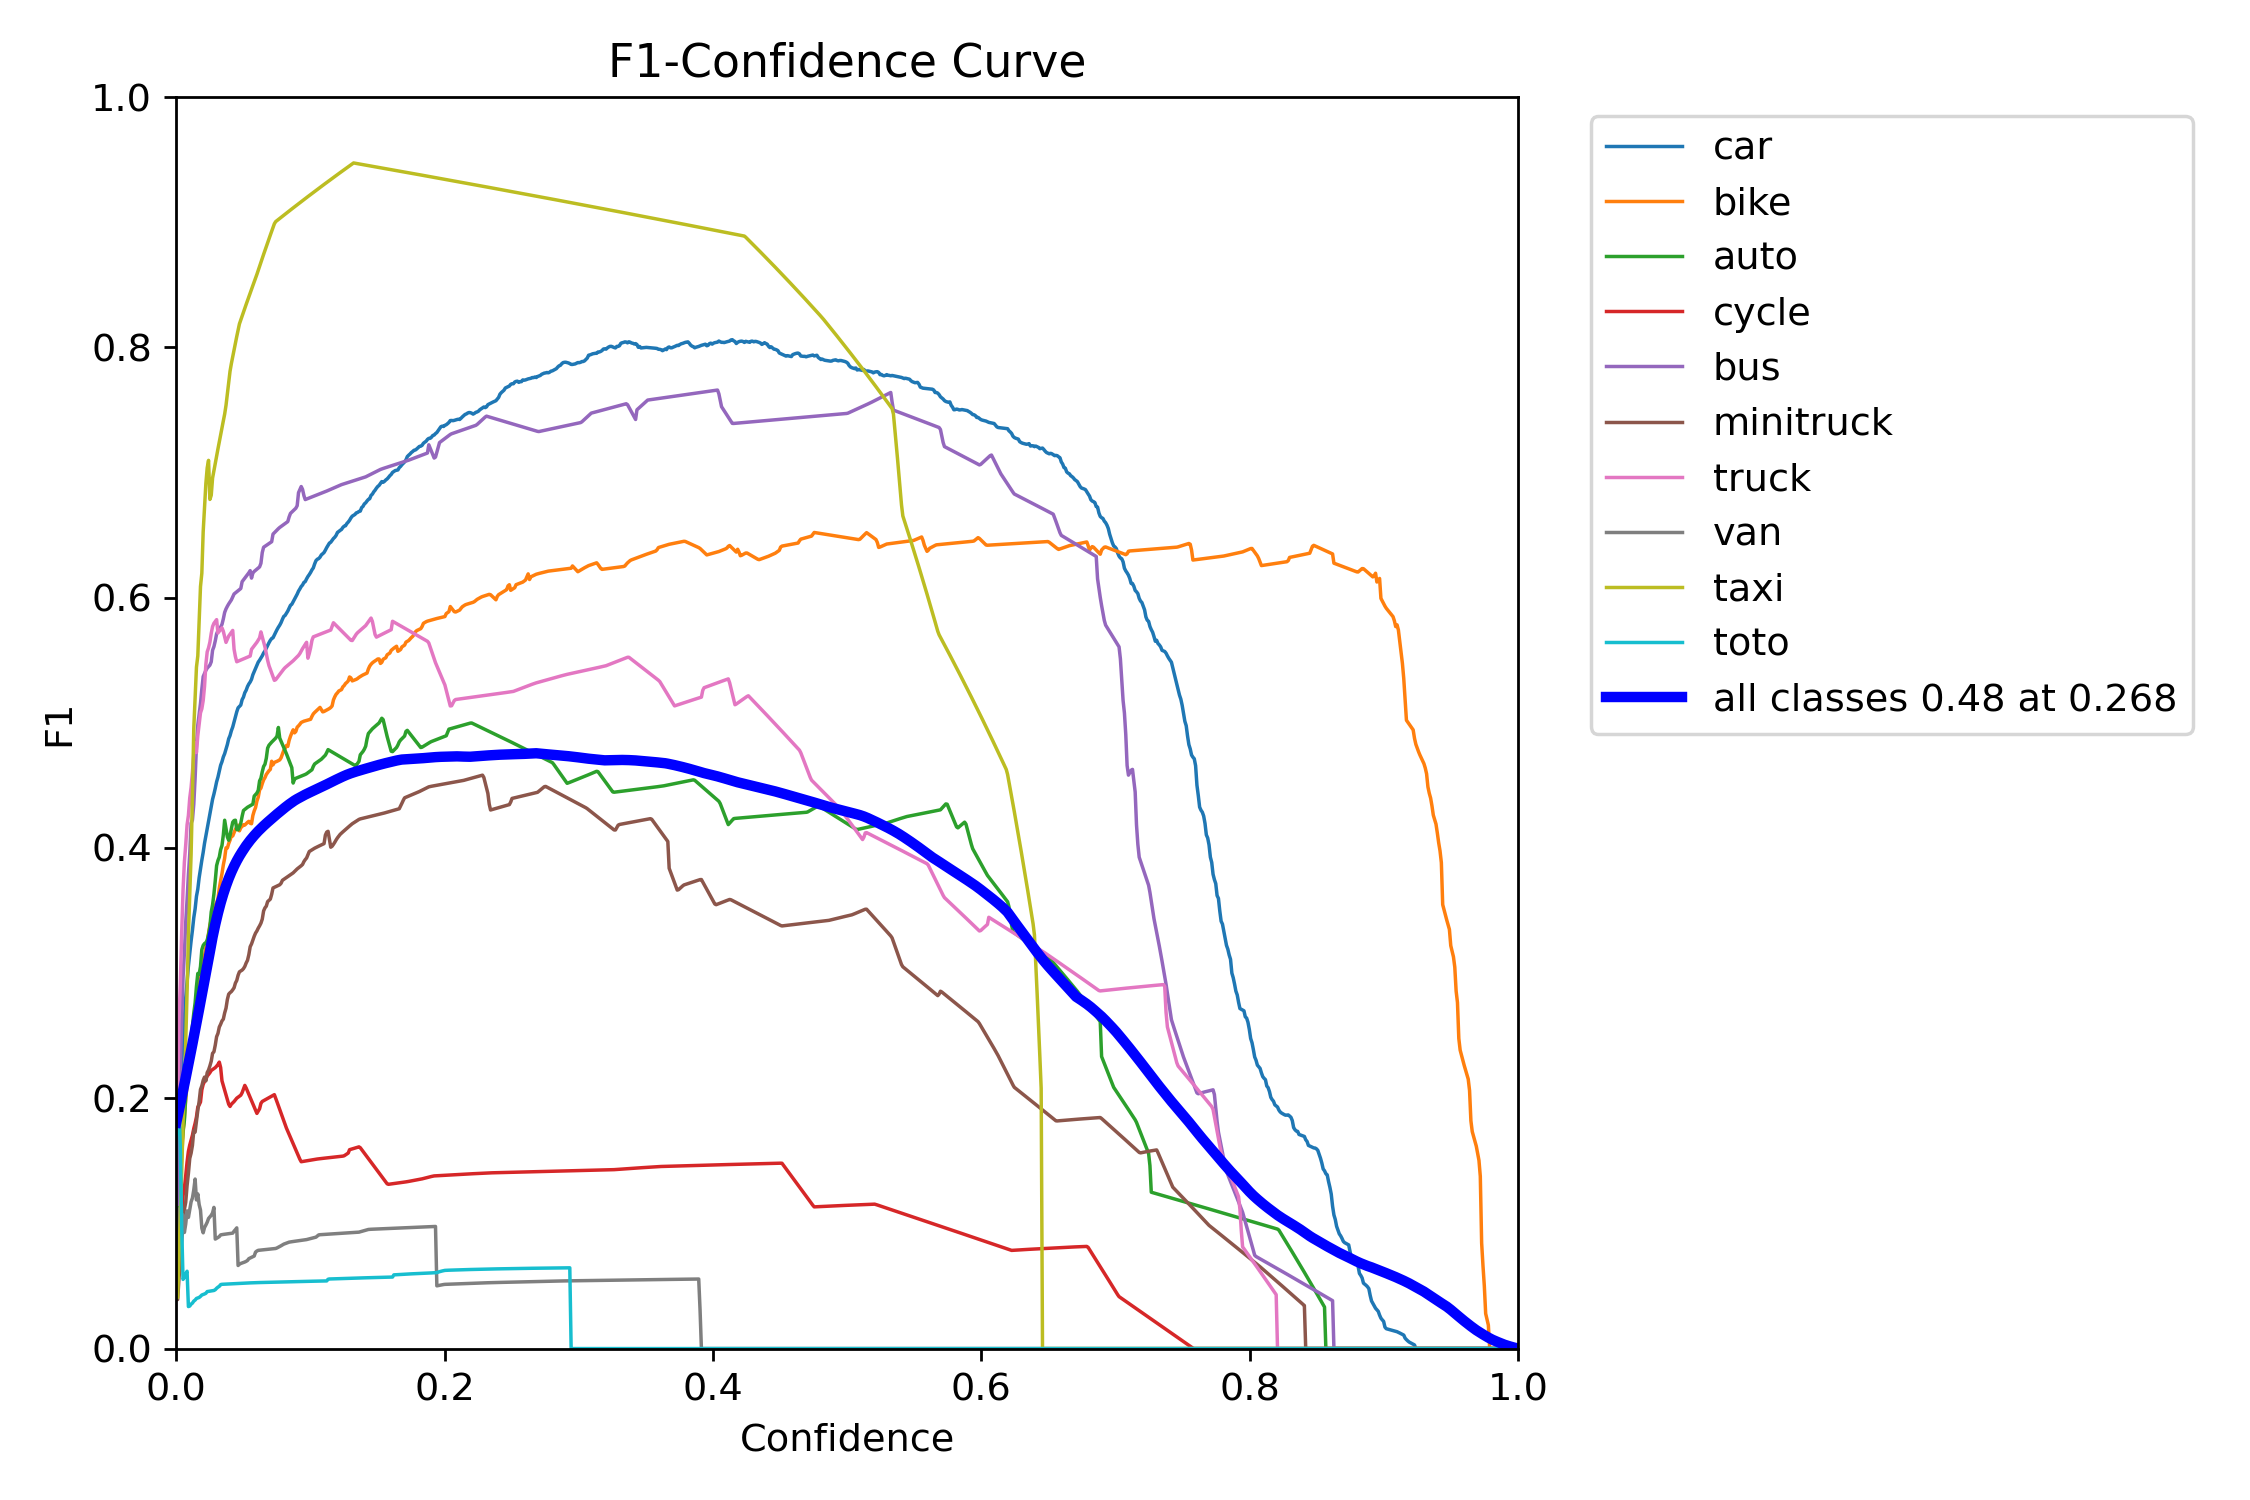 F1-Confidence Curve
1.0
0.8
0.6
0.4
0.2
0.0
F1
0.0 0.2 0.4 0.6 0.8 1.0
Confidence
car
bike
auto
cycle
bus
minitruck
truck
van
taxi
toto
all classes 0.48 at 0.268